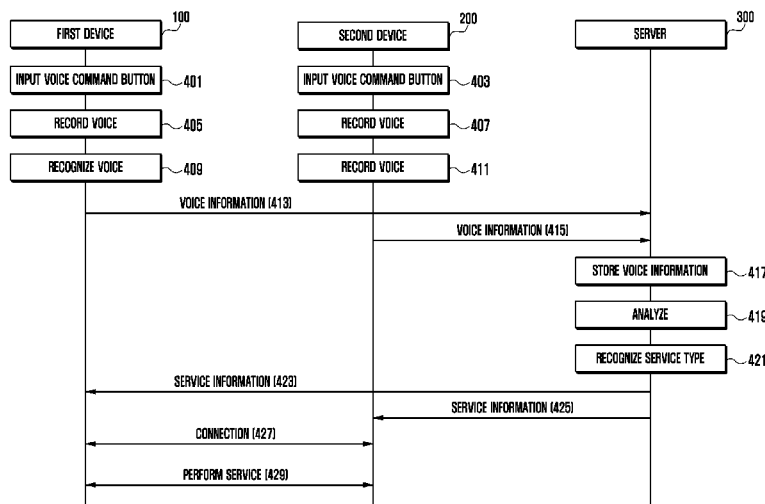 100
200
300
FIRST DEVICE
SECOND DEVICE
SERVER
INPUT VOICE COMMAND BUTTON
401
INPUT VOICE COMMAND BUTTON
403
RECORD VOICE
405
RECORD VOICE
407
RECOGNIZE VOICE
409
RECORD VOICE
411
VOICE INFORMATION (413)
VOICE INFORMATION (415)
STORE VOICE INFORMATION
417
ANALYZE
419
RECOGNIZE SERVICE TYPE
421
SERVICE INFORMATION (423)
SERVICE INFORMATION (425)
CONNECTION (427)
PERFORM SERVICE (429)